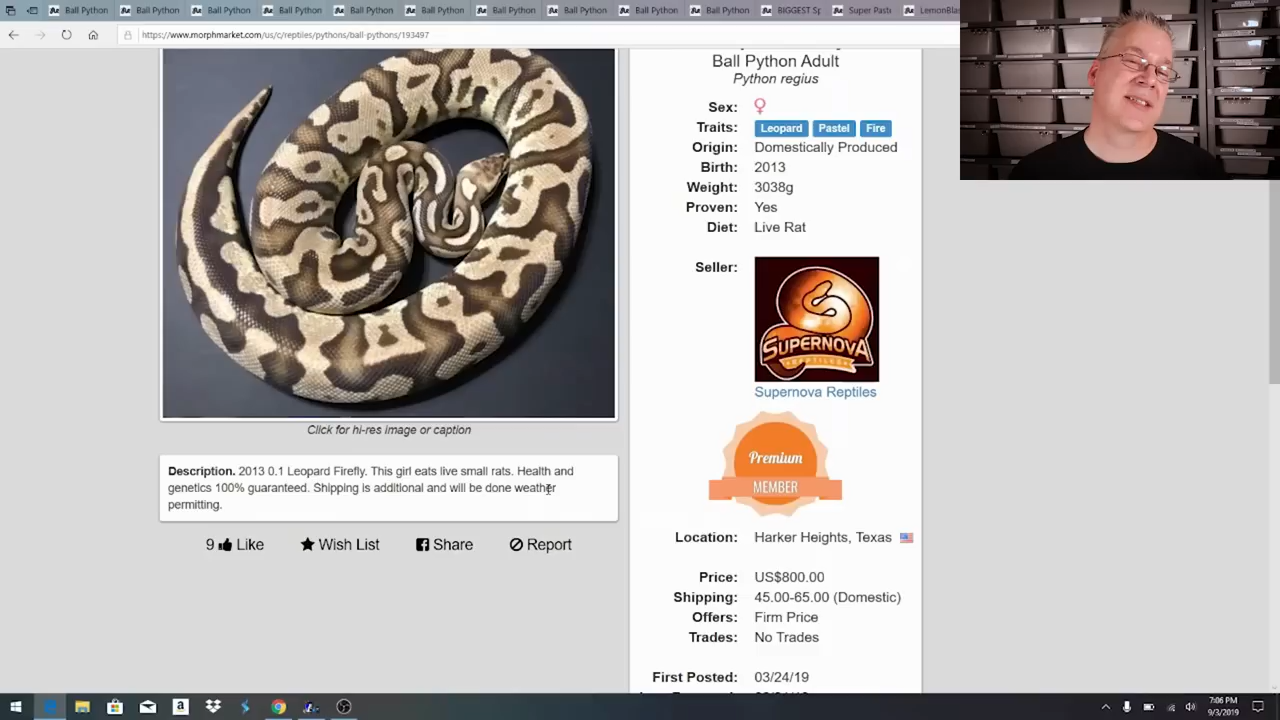 Ball Python
Ball Python
Ball Python
Ball Python
Ball Python
Ball Python
Ball Python
Ball Python
Ball Python
Ball Python
BIGGEST Sp
Super Paste
LemonBlas
https://www.morphmarket.com/us/c/reptiles/pythons/ball-pythons/193497
Ball Python Adult
Python regius
Sex: ♀
Traits: Leopard Pastel Fire
Origin: Domestically Produced
Birth: 2013
Weight: 3038g
Proven: Yes
Diet: Live Rat
Seller:
SUPERNOVA
REPTILES
Supernova Reptiles
Premium
MEMBER
Location: Harker Heights, Texas
Price: US$800.00
Shipping: 45.00-65.00 (Domestic)
Offers: Firm Price
Trades: No Trades
First Posted: 03/24/19
Click for hi-res image or caption
Description. 2013 0.1 Leopard Firefly. This girl eats live small rats. Health and
genetics 100% guaranteed. Shipping is additional and will be done weather
permitting.
9 Like Wish List Share Report
7:06 PM
9/3/2019